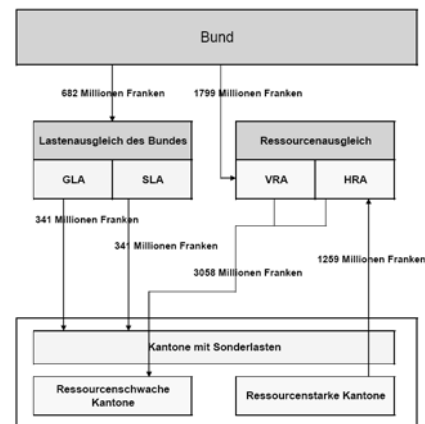 Bund
682 Millionen Franken
1799 Millionen Franken
Lastenausgleich des Bundes
Ressourcenausgleich
GLA
SLA
VRA
HRA
341 Millionen Franken
341 Millionen Franken
1259 Millionen Franken
3058 Millionen Franken
Kantone mit Sonderlasten
Ressourcenschwache
Kantone
Ressourcenstarke Kantone